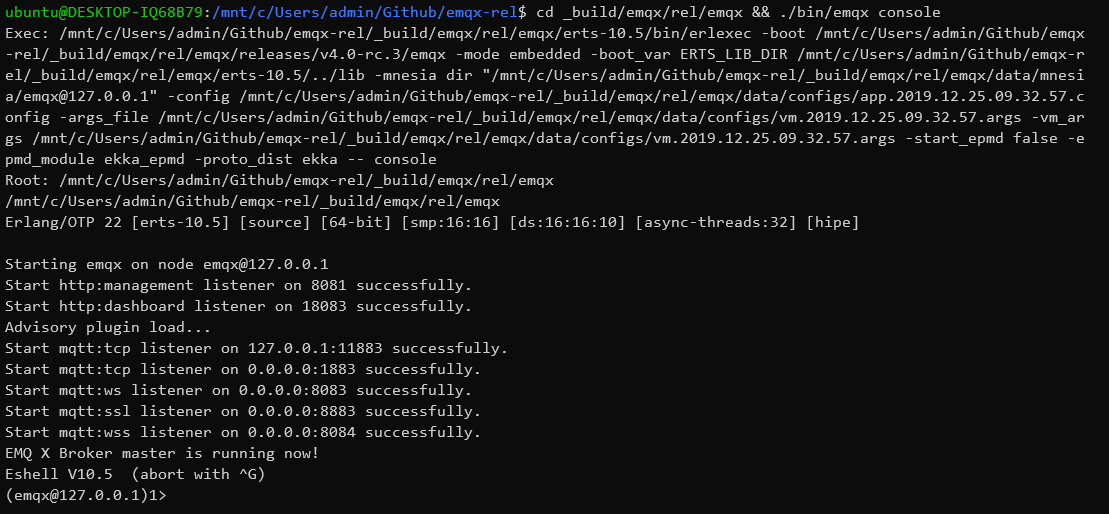 ubuntu@DESKTOP-IQ68B79:/mnt/c/Users/admin/Github/emqx-rel$ cd _build/emqx/rel/emqx && ./bin/emqx console
Exec: /mnt/c/Users/admin/Github/emqx-rel/_build/emqx/rel/emqx/erts-10.5/bin/erlexec -boot /mnt/c/Users/admin/Github/emqx
-rel/_build/emqx/rel/emqx/releases/v4.0-rc.3/emqx -mode embedded -boot_var ERTS_LIB_DIR /mnt/c/Users/admin/Github/emqx-r
el/_build/emqx/rel/emqx/erts-10.5/../lib -mnesia dir "/mnt/c/Users/admin/Github/emqx-rel/_build/emqx/rel/emqx/data/mnesi
a/emqx@127.0.0.1" -config /mnt/c/Users/admin/Github/emqx-rel/_build/emqx/rel/emqx/data/configs/app.2019.12.25.09.32.57.c
onfig -args_file /mnt/c/Users/admin/Github/emqx-rel/_build/emqx/rel/emqx/data/configs/vm.2019.12.25.09.32.57.args -vm_ar
gs /mnt/c/Users/admin/Github/emqx-rel/_build/emqx/rel/emqx/data/configs/vm.2019.12.25.09.32.57.args -start_epmd false -e
pmd_module ekka_epmd -proto_dist ekka -- console
Root: /mnt/c/Users/admin/Github/emqx-rel/_build/emqx/rel/emqx
/mnt/c/Users/admin/Github/emqx-rel/_build/emqx/rel/emqx
Erlang/OTP 22 [erts-10.5] [source] [64-bit] [smp:16:16] [ds:16:16:10] [async-threads:32] [hipe]
Starting emqx on node emqx@127.0.0.1
Start http:management listener on 8081 successfully.
Start http:dashboard listener on 18083 successfully.
Advisory plugin load...
Start mqtt:tcp listener on 127.0.0.1:11883 successfully.
Start mqtt:tcp listener on 0.0.0.0:1883 successfully.
Start mqtt:ws listener on 0.0.0.0:8083 successfully.
Start mqtt:ssl listener on 0.0.0.0:8883 successfully.
Start mqtt:wss listener on 0.0.0.0:8084 successfully.
EMQ X Broker master is running now!
Eshell V10.5  (abort with ^G)
(emqx@127.0.0.1)1>